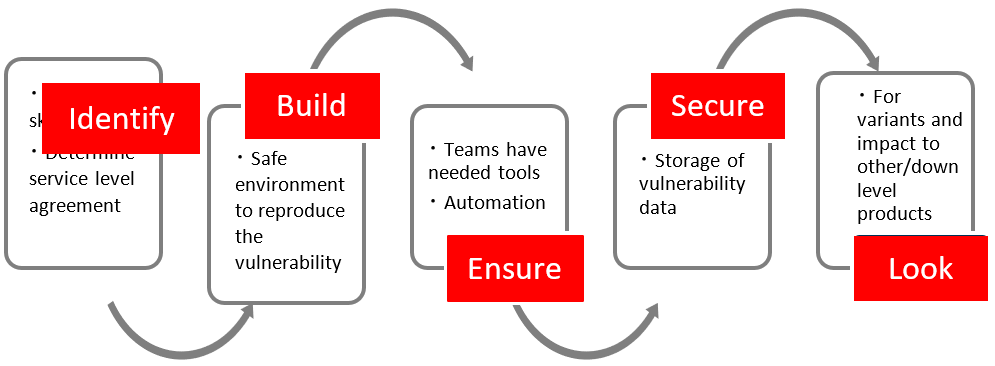 Identify
・
sk
・Determine
service level
agreement
Build
・Safe
environment
to reproduce
the
vulnerability
・Teams have
needed tools
・Automation
Ensure
Secure
・Storage of
vulnerability
data
・For
variants and
impact to
other/down
level
products
Look